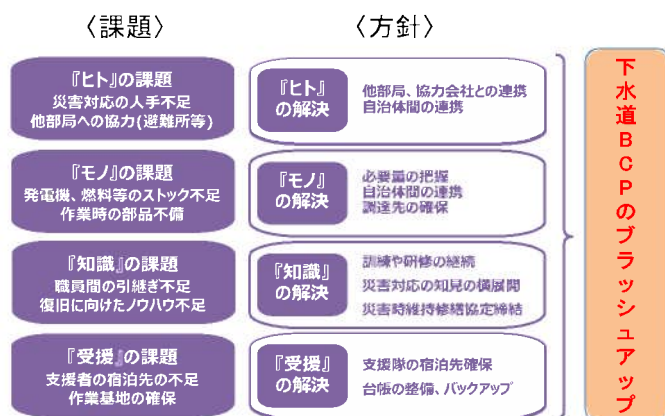 〈課題〉
〈方針〉
『ヒト』の課題
災害対応の人手不足
他部局への協力(避難所等)
『ヒト』
の解決
他部局、協力会社との連携
自治体間の連携
『モノ』の課題
発電機、燃料等のストック不足
作業時の部品不備
『モノ』
の解決
必要量の把握
自治体間の連携
調達先の確保
『知識』の課題
職員間の引継ぎ不足
復旧に向けたノウハウ不足
『知識』
の解決
訓練や研修の継続
災害対応の知見の横展開
災害時維持修繕協定締結
『受援』の課題
支援者の宿泊先の不足
作業基地の確保
『受援』
の解決
支援隊の宿泊先確保
台帳の整備、バックアップ
下水道BCPのブラッシュアップ